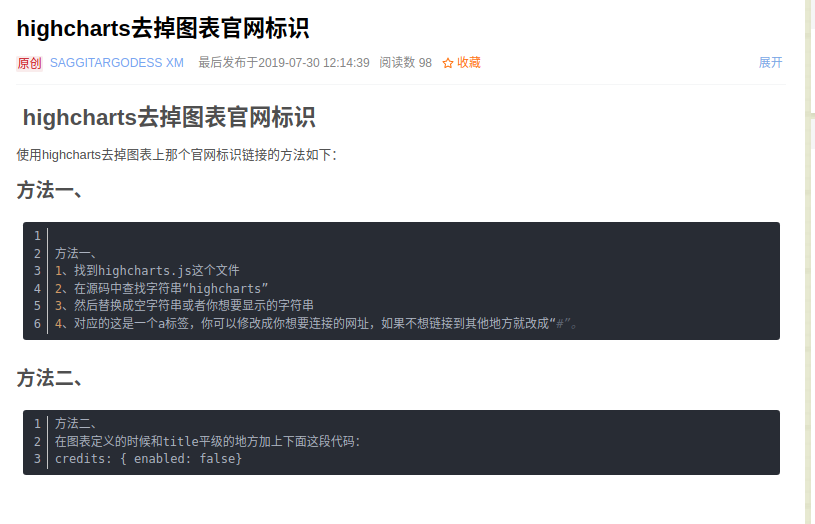 highcharts去掉图表官网标识
原创 SAGGITARGODESS XM 最后发布于2019-07-30 12:14:39 阅读数 98 收藏 展开
highcharts去掉图表官网标识
使用highcharts去掉图表上那个官网标识链接的方法如下：
方法一、
1
2 方法一、
3 1、找到highcharts.js这个文件
4 2、在源码中查找字符串“highcharts”
5 3、然后替换成空字符串或者你想要显示的字符串
6 4、对应的这是一个a标签，你可以修改成你想要连接的网址，如果不想链接到其他地方就改成“#”。
方法二、
1 方法二、
2 在图表定义的时候和title平级的地方加上下面这段代码：
3 credits: { enabled: false}